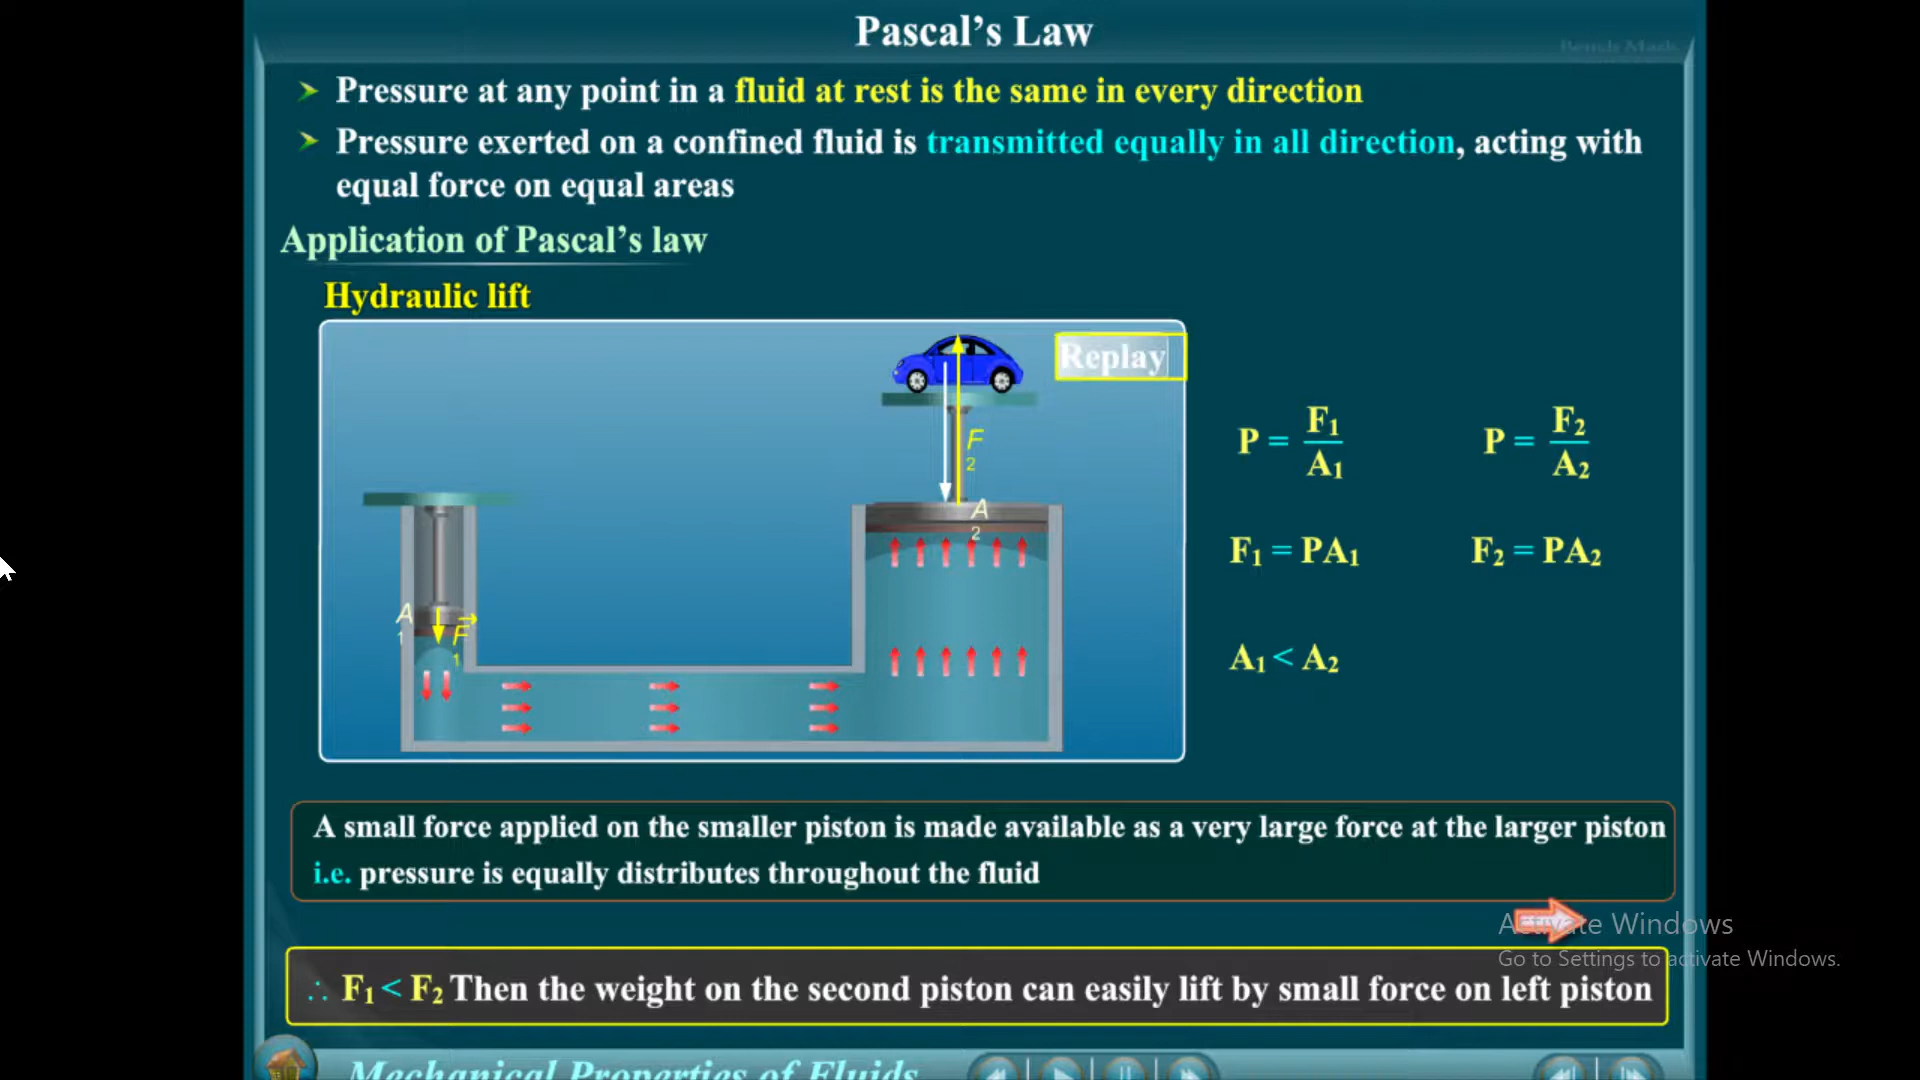 Pascal's Law
Pressure at any point in a fluid at rest is the same in every direction
Pressure exerted on a confined fluid is transmitted equally in all direction, acting with
equal force on equal areas
Application of Pascal's law
Hydraulic lift
Replay
F
2
A
2
A
1
F
1
P = F₁/A₁
P = F₂/A₂
F₁ = PA₁
F₂ = PA₂
A₁ < A₂
A small force applied on the smaller piston is made available as a very large force at the larger piston
i.e. pressure is equally distributes throughout the fluid
Activate Windows
Go to Settings to activate Windows.
∴ F₁ < F₂ Then the weight on the second piston can easily lift by small force on left piston
Mechanical Properties of Fluids